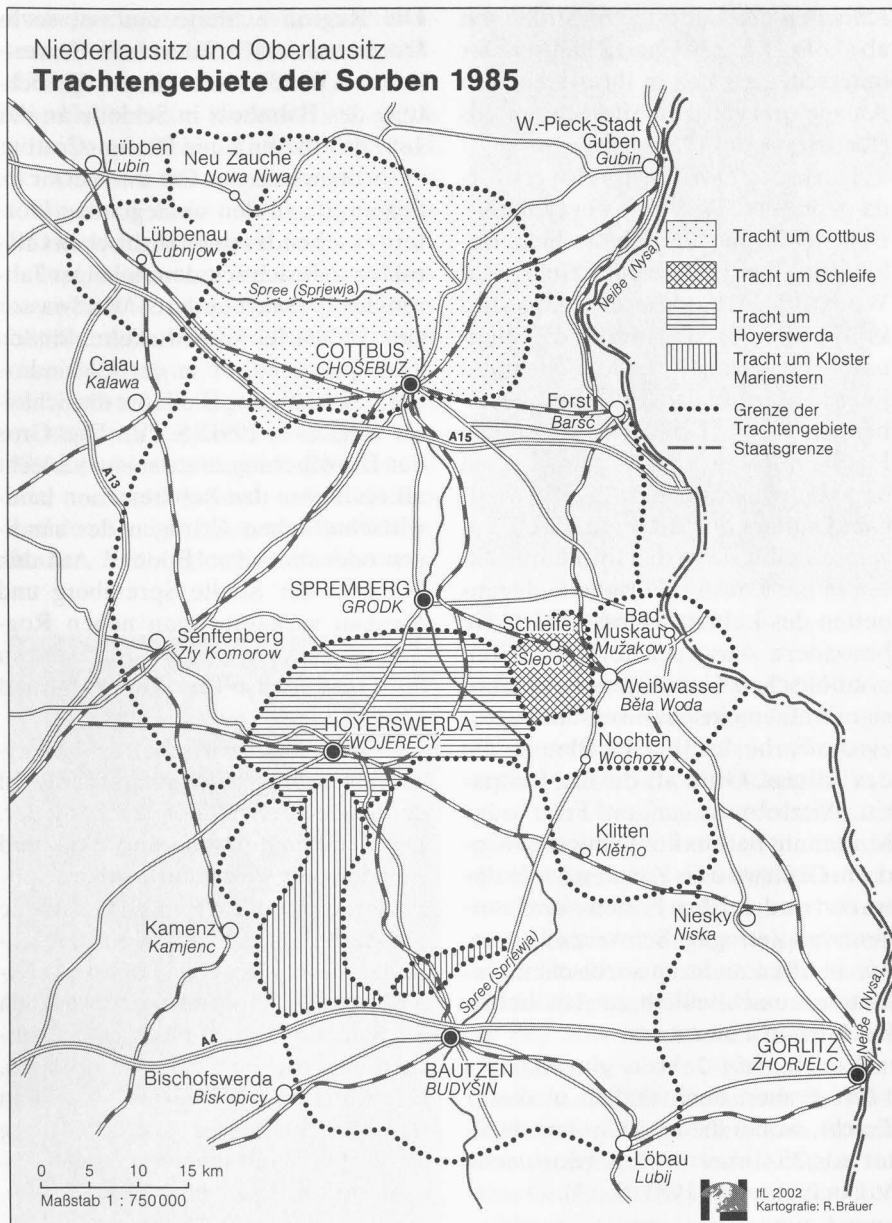 Niederlausitz und Oberlausitz
Trachtengebiete der Sorben 1985
W.-Pieck-Stadt
Guben
Gubin
Lübben
Lubin
Neu Zauche
Nowa Niwa
Lübbenau
Lubnjow
Spree (Sprjewja)
Neiße (Nysa)
Tracht um Cottbus
Tracht um Schleife
Tracht um
Hoyerswerda
Tracht um Kloster
Marienstern
Grenze der
Trachtengebiete
Staatsgrenze
COTTBUS
CHOŚEBUZ
Calau
Kalawa
Forst
Baršć
A15
A13
SPREMBERG
GRODK
Schleife
Slepo
Bad
Muskau
Mužakow
Senftenberg
Zly Komorow
Weißwasser
Běla Woda
HOYERSWERDA
WOJERECY
Nochten
Wochozy
Klitten
Klětno
Niesky
Niska
Kamenz
Kamjenc
Spree (Sprjewja)
Neiße (Nysa)
A4
BAUTZEN
BUDYŠIN
GÖRLITZ
ZHORJELC
Bischofswerda
Biskopicy
Löbau
Lubij
0 5 10 15 km
Maßstab 1 : 750 000
IfL 2002
Kartografie: R.Bräuer